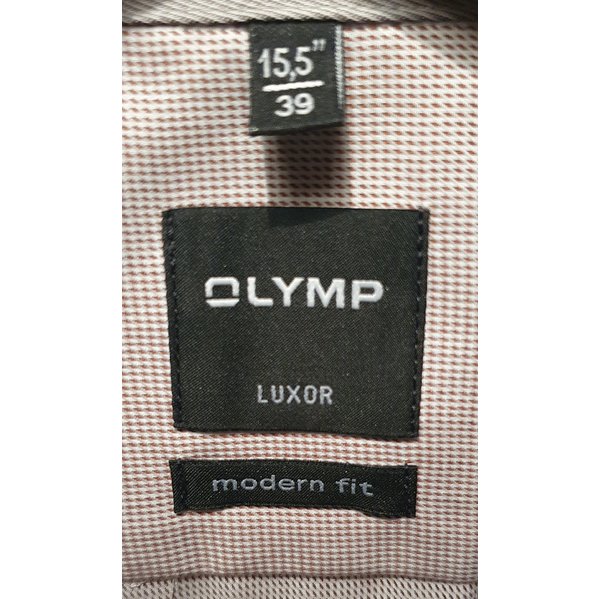 15,5"
39
OLYMP
LUXOR
modern fit